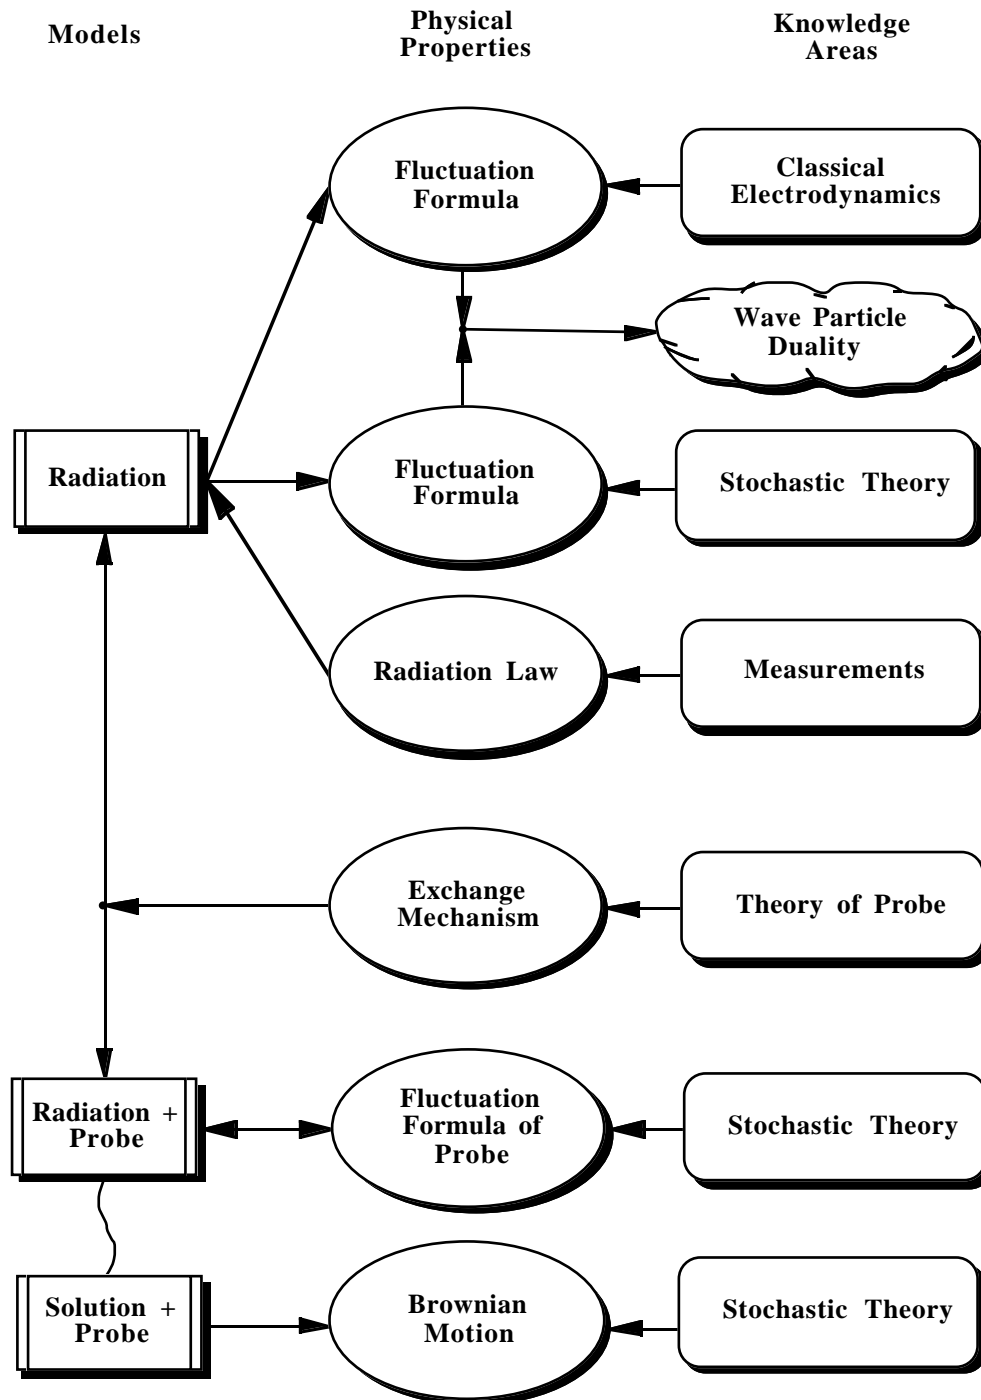 Models
Physical
Properties
Knowledge
Areas
Fluctuation
Formula
Classical
Electrodynamics
Wave Particle
Duality
Radiation
Fluctuation
Formula
Stochastic Theory
Radiation Law
Measurements
Exchange
Mechanism
Theory of Probe
Radiation +
Probe
Fluctuation
Formula of
Probe
Stochastic Theory
Solution +
Probe
Brownian
Motion
Stochastic Theory